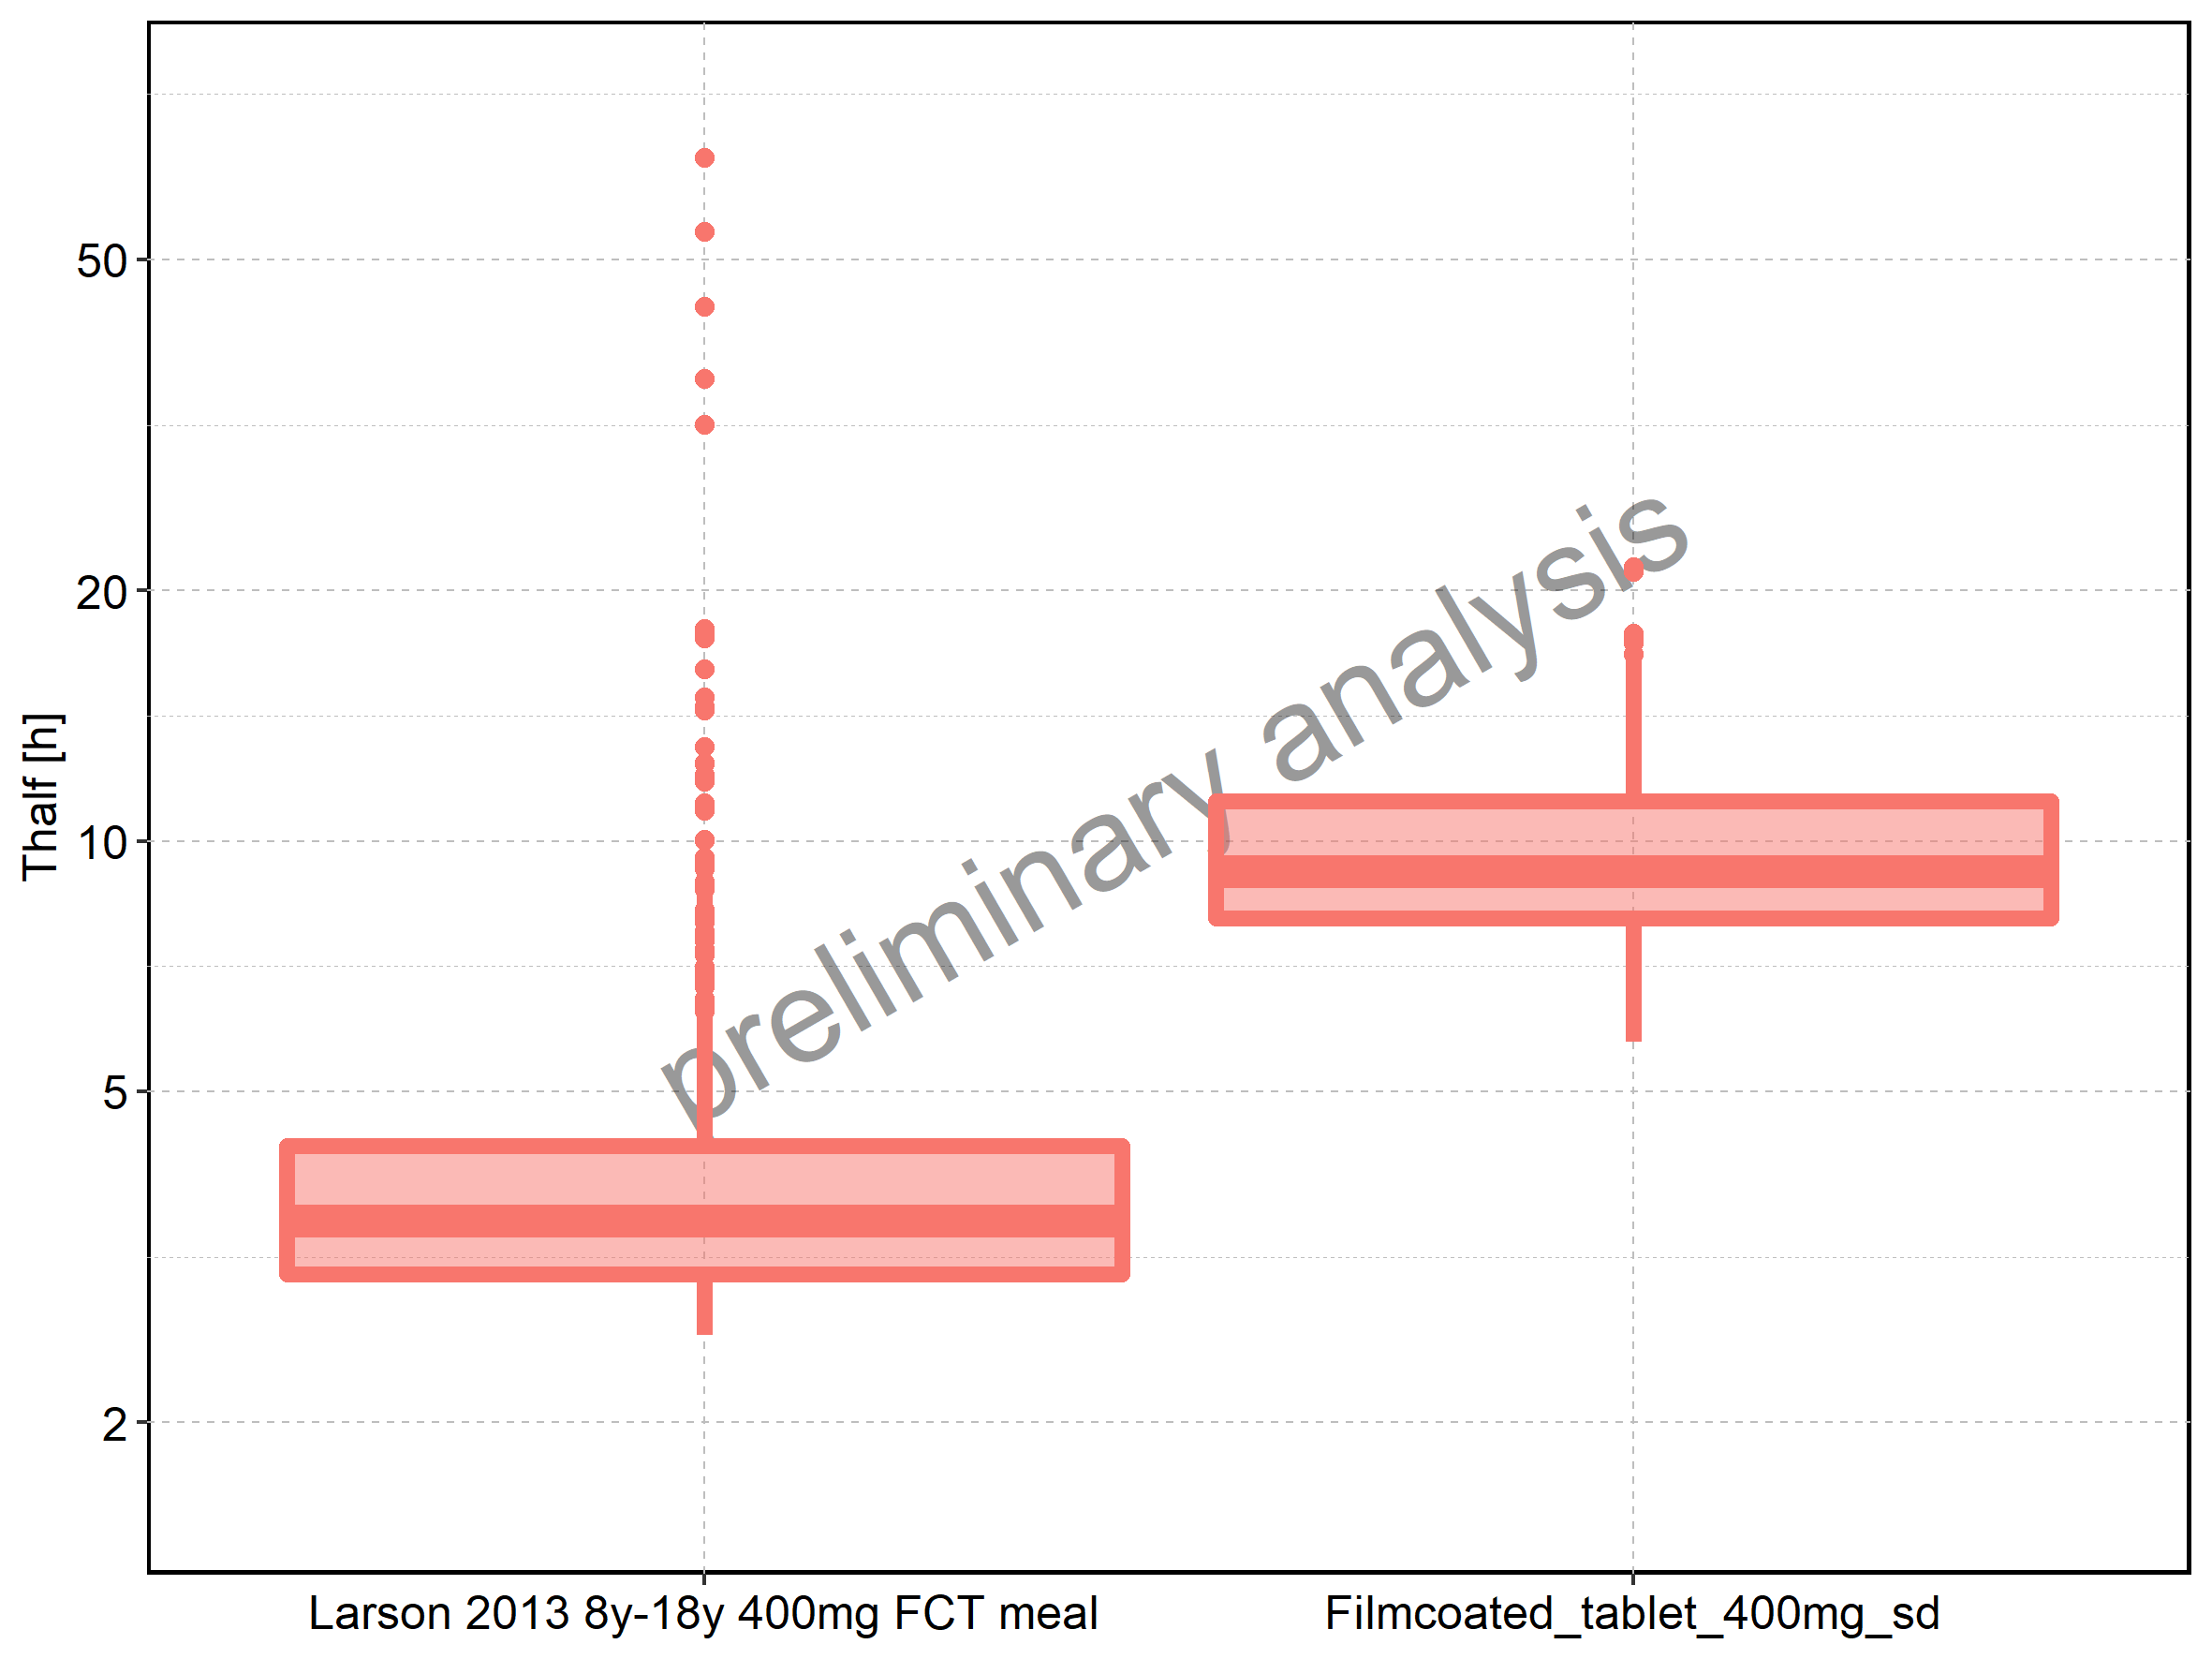 50
20
10
5
2
Thalf [h]
preliminary analysis
Larson 2013 8y-18y 400mg FCT meal
Filmcoated_tablet_400mg_sd